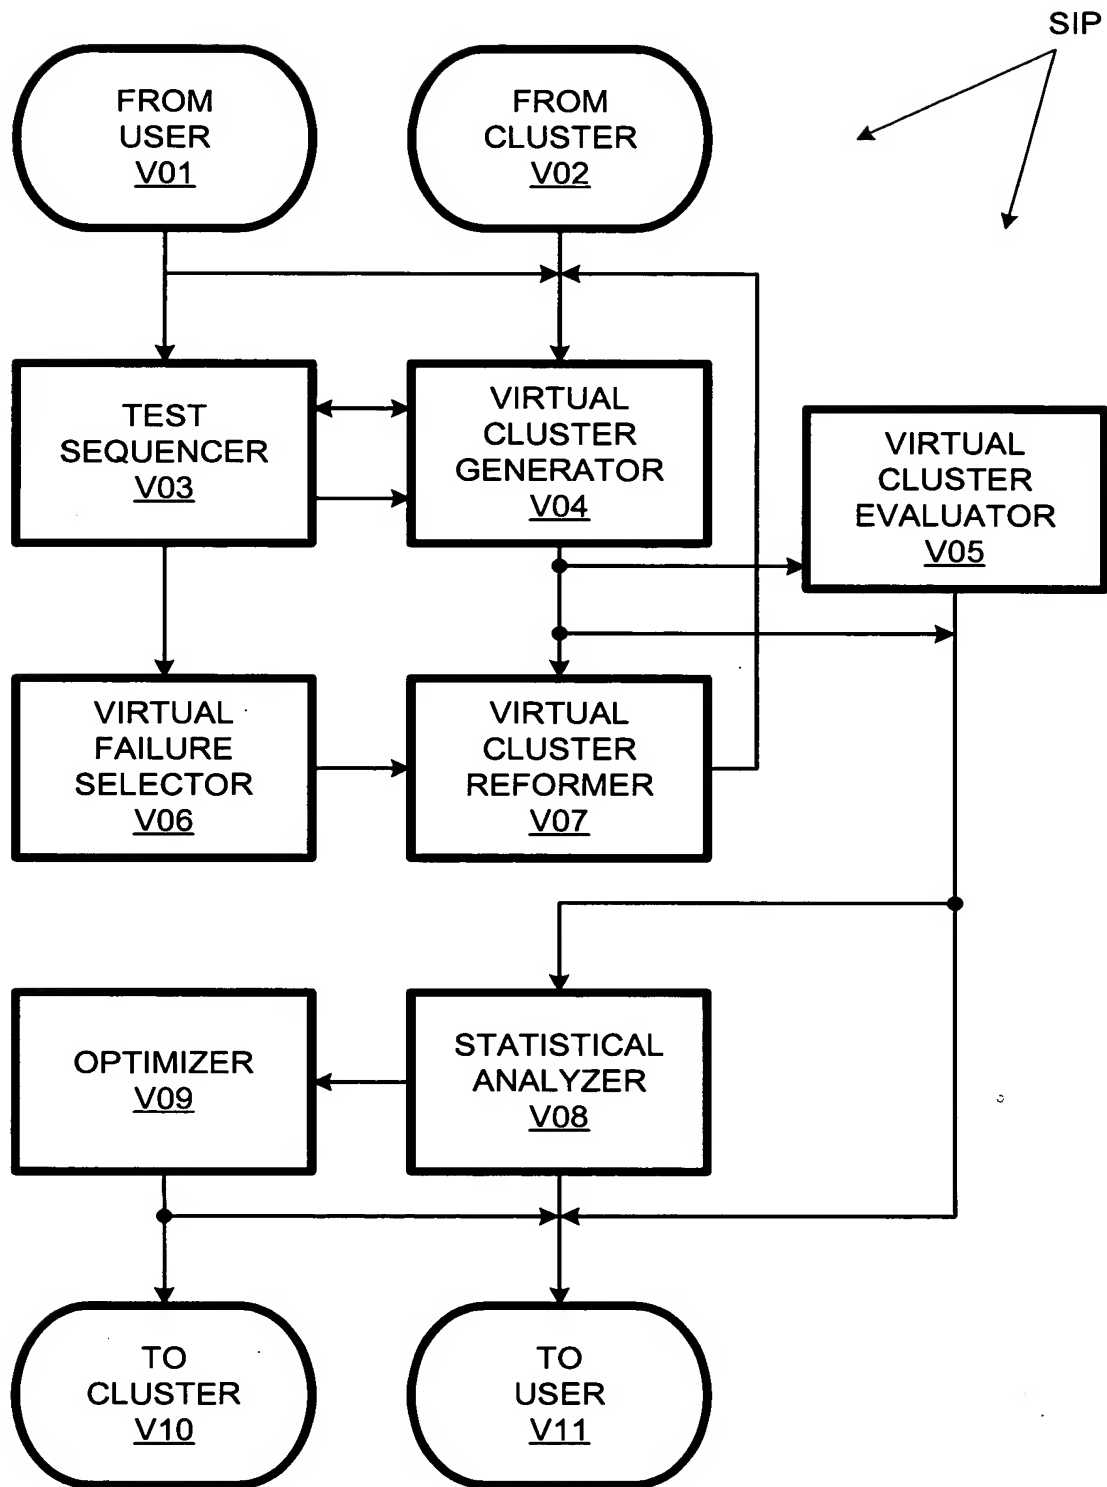 SIP
FROM
USER
V01
FROM
CLUSTER
V02
TEST
SEQUENCER
V03
VIRTUAL
CLUSTER
GENERATOR
V04
VIRTUAL
CLUSTER
EVALUATOR
V05
VIRTUAL
FAILURE
SELECTOR
V06
VIRTUAL
CLUSTER
REFORMER
V07
OPTIMIZER
V09
STATISTICAL
ANALYZER
V08
TO
CLUSTER
V10
TO
USER
V11